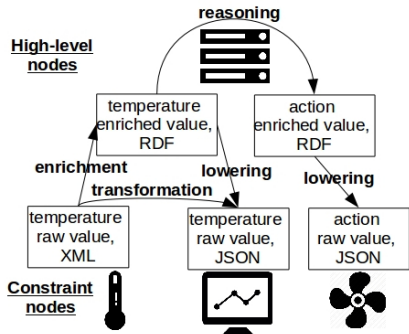 reasoning
High-level
nodes
temperature
enriched value,
RDF
action
enriched value,
RDF
enrichment
lowering
lowering
transformation
temperature
raw value,
XML
temperature
raw value,
JSON
action
raw value,
JSON
Constraint
nodes